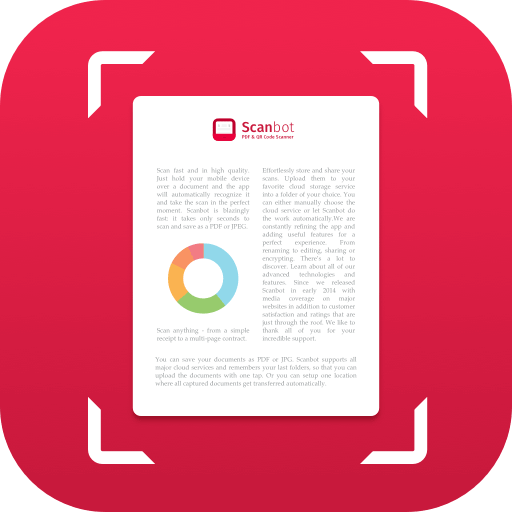 Scanbot
PDF & QR Code Scanner
Scan fast and in high quality.
Just hold your mobile device
over a document and the app
will automatically recognize it
and take the scan in the perfect
moment. Scanbot is blazingly
fast: it takes only seconds to
scan and save as a PDF or JPEG.
Scan anything - from a simple
receipt to a multi-page contract.
Effortlessly store and share your
scans. Upload them to your
favorite cloud storage service
into a folder of your choice. You
can either manually choose the
cloud service or let Scanbot do
the work automatically.We are
constantly refining the app and
adding useful features for a
perfect experience. From
renaming to editing, sharing or
encrypting. There's a lot to
discover. Learn about all of our
advanced technologies and
features. Since we released
Scanbot in early 2014 with
media coverage on major
websites in addition to customer
satisfaction and ratings that are
just through the roof. We like to
thank all of you for your
incredible support.
You can save your documents as PDF or JPG. Scanbot supports all
major cloud services and remembers your last folders, so that you can
upload the documents with one tap. Or you can setup one location
where all captured documents get transferred automatically.